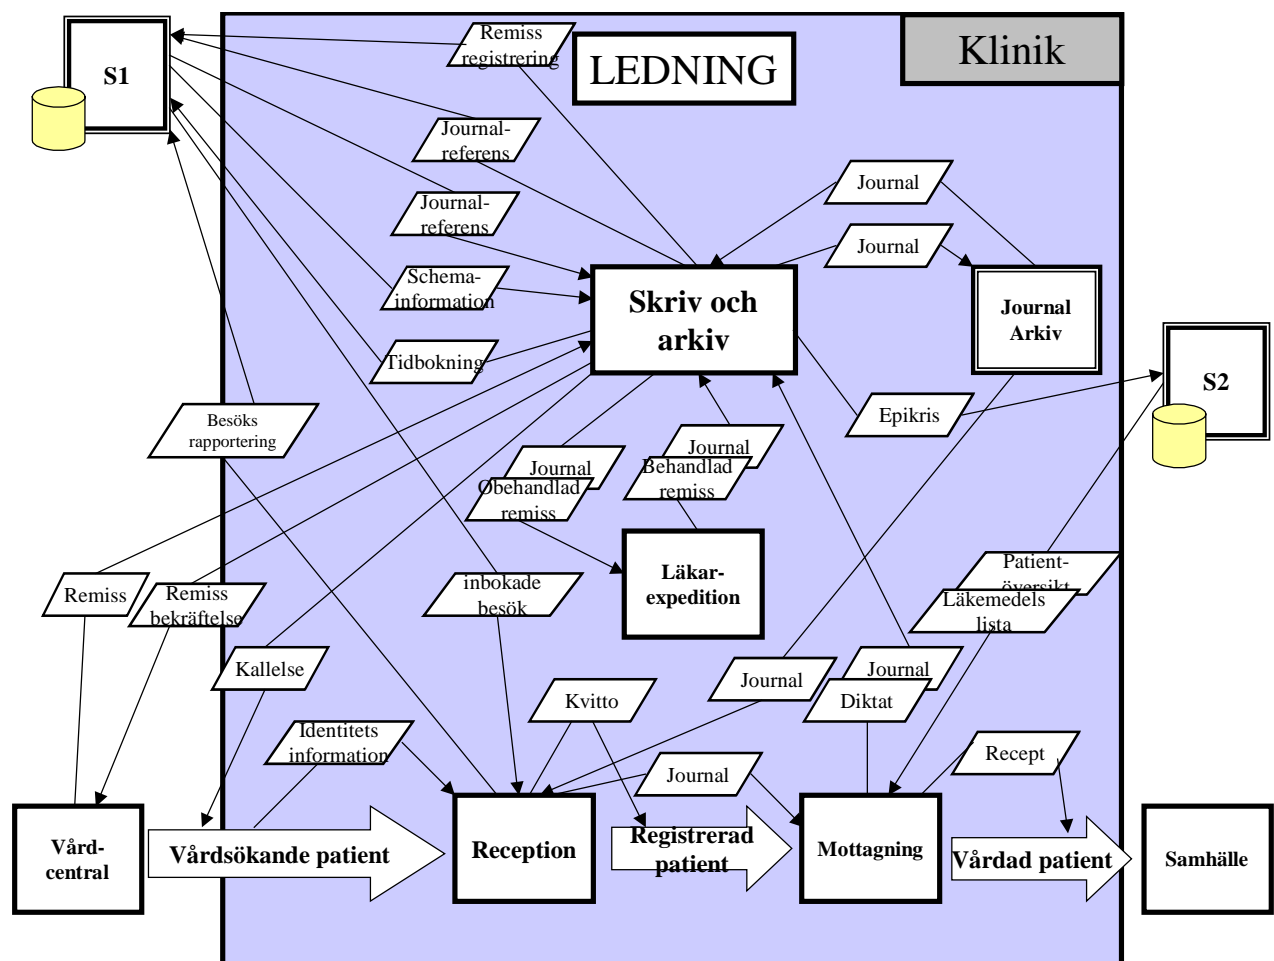 Klinik
LEDNING
S1
Remiss
registrering
Journal-
referens
Journal-
referens
Schema-
information
Tidbokning
Besöks
rapportering
Journal
Journal
Skriv och
arkiv
Journal
Arkiv
S2
Epikris
Journal
Obehandlad
remiss
Journal
Behandlad
remiss
Läkar-
expedition
Remiss
Remiss
bekräftelse
inbokade
besök
Patient-
översikt
Läkemedels
lista
Kallelse
Kvitto
Journal
Journal
Diktat
Identitets
information
Journal
Recept
Vård-
central
Vårdsökande patient
Reception
Registrerad
patient
Mottagning
Vårdad patient
Samhälle